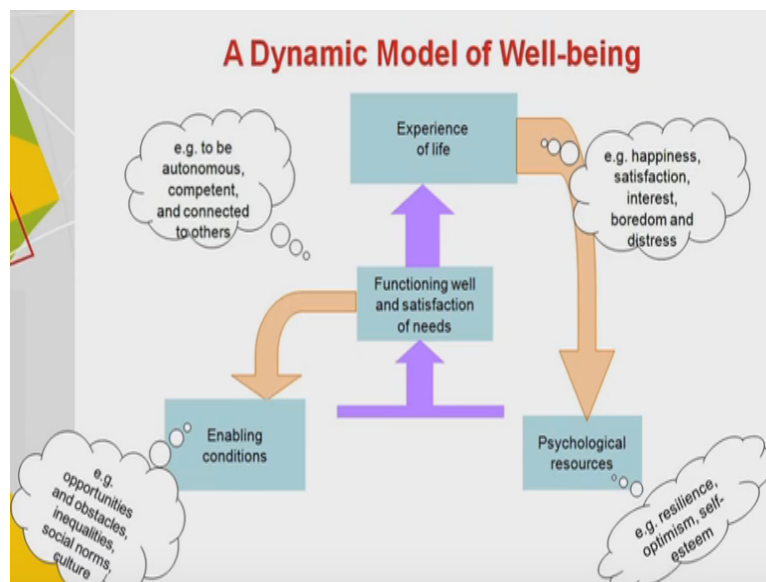 A Dynamic Model of Well-being
Experience
of life
e.g. to be
autonomous,
competent,
and connected
to others
e.g. happiness,
satisfaction,
interest,
boredom and
distress
Functioning well
and satisfaction
of needs
Enabling
conditions
Psychological
resources
e.g.
opportunities
and obstacles,
inequalities,
social norms,
culture
e.g. resilience,
optimism, self-
esteem